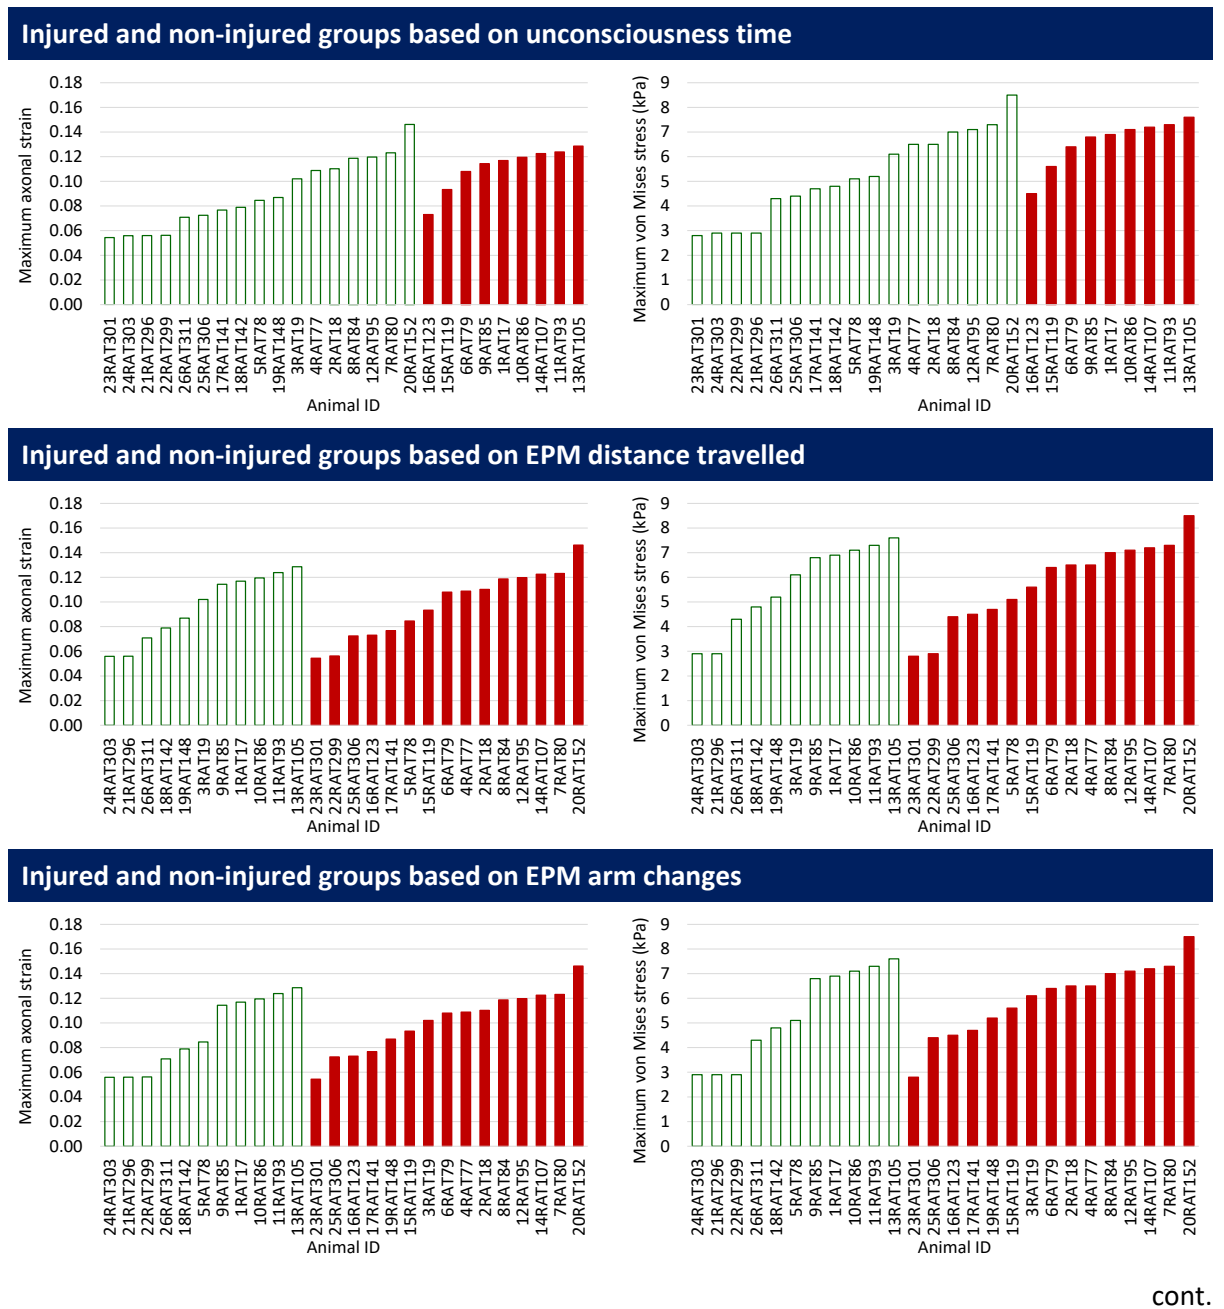 Injured and non-injured groups based on unconsciousness time
Maximum axonal strain
0.18
0.16
0.14
0.12
0.10
0.08
0.06
0.04
0.02
0.00
23RAT301
24RAT303
21RAT296
22RAT299
26RAT311
25RAT306
17RAT141
18RAT142
5RAT78
19RAT148
3RAT19
4RAT77
2RAT18
8RAT84
12RAT95
7RAT80
20RAT152
16RAT123
15RAT119
6RAT79
9RAT85
1RAT17
10RAT86
14RAT107
11RAT93
13RAT105
Animal ID
Maximum von Mises stress (kPa)
9
8
7
6
5
4
3
2
1
0
23RAT301
24RAT303
22RAT299
21RAT296
26RAT311
25RAT306
17RAT141
18RAT142
5RAT78
19RAT148
3RAT19
4RAT77
2RAT18
8RAT84
12RAT95
7RAT80
20RAT152
16RAT123
15RAT119
6RAT79
9RAT85
1RAT17
10RAT86
14RAT107
11RAT93
13RAT105
Animal ID
Injured and non-injured groups based on EPM distance travelled
Maximum axonal strain
0.18
0.16
0.14
0.12
0.10
0.08
0.06
0.04
0.02
0.00
24RAT303
21RAT296
26RAT311
18RAT142
19RAT148
3RAT19
9RAT85
1RAT17
10RAT86
11RAT93
13RAT105
23RAT301
22RAT299
25RAT306
16RAT123
17RAT141
5RAT78
15RAT119
6RAT79
4RAT77
2RAT18
8RAT84
12RAT95
14RAT107
7RAT80
20RAT152
Animal ID
Maximum von Mises stress (kPa)
9
8
7
6
5
4
3
2
1
0
24RAT303
21RAT296
26RAT311
18RAT142
19RAT148
3RAT19
9RAT85
1RAT17
10RAT86
11RAT93
13RAT105
23RAT301
22RAT299
25RAT306
16RAT123
17RAT141
5RAT78
15RAT119
6RAT79
2RAT18
4RAT77
8RAT84
12RAT95
14RAT107
7RAT80
20RAT152
Animal ID
Injured and non-injured groups based on EPM arm changes
Maximum axonal strain
0.18
0.16
0.14
0.12
0.10
0.08
0.06
0.04
0.02
0.00
24RAT303
21RAT296
22RAT299
26RAT311
18RAT142
5RAT78
9RAT85
1RAT17
10RAT86
11RAT93
13RAT105
23RAT301
25RAT306
16RAT123
17RAT141
19RAT148
15RAT119
3RAT19
6RAT79
4RAT77
2RAT18
8RAT84
12RAT95
14RAT107
7RAT80
20RAT152
Animal ID
Maximum von Mises stress (kPa)
9
8
7
6
5
4
3
2
1
0
24RAT303
21RAT296
22RAT299
26RAT311
18RAT142
5RAT78
9RAT85
1RAT17
10RAT86
11RAT93
13RAT105
23RAT301
25RAT306
16RAT123
17RAT141
19RAT148
15RAT119
3RAT19
6RAT79
2RAT18
4RAT77
8RAT84
12RAT95
14RAT107
7RAT80
20RAT152
Animal ID
cont.